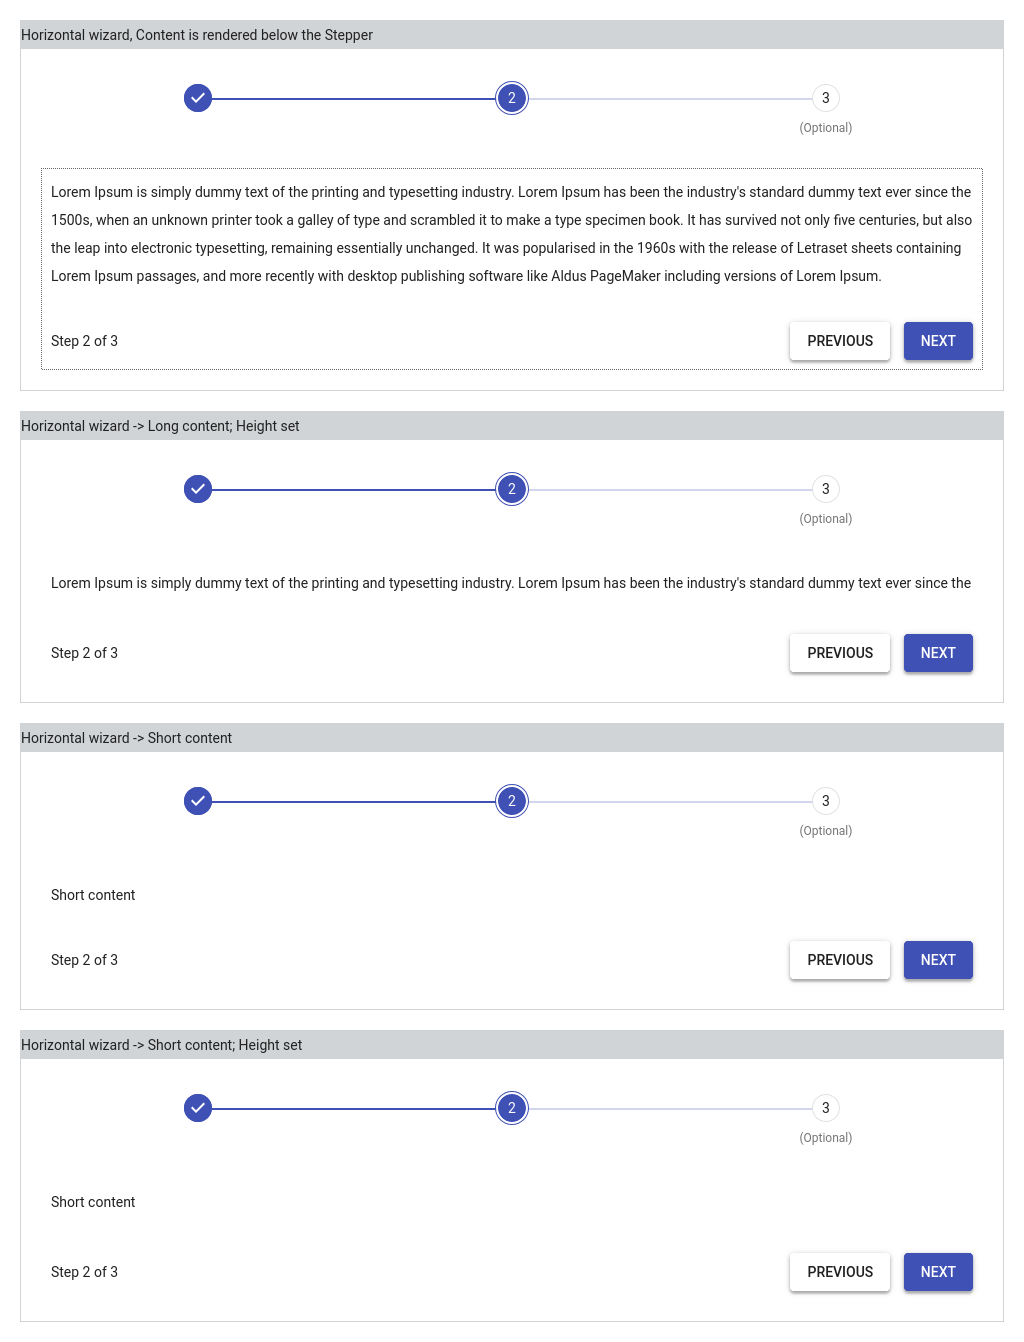 Horizontal wizard, Content is rendered below the Stepper
2
3
(Optional)
Lorem Ipsum is simply dummy text of the printing and typesetting industry. Lorem Ipsum has been the industry's standard dummy text ever since the
1500s, when an unknown printer took a galley of type and scrambled it to make a type specimen book. It has survived not only five centuries, but also
the leap into electronic typesetting, remaining essentially unchanged. It was popularised in the 1960s with the release of Letraset sheets containing
Lorem Ipsum passages, and more recently with desktop publishing software like Aldus PageMaker including versions of Lorem Ipsum.
Step 2 of 3
PREVIOUS
NEXT
Horizontal wizard -> Long content; Height set
2
3
(Optional)
Lorem Ipsum is simply dummy text of the printing and typesetting industry. Lorem Ipsum has been the industry's standard dummy text ever since the
Step 2 of 3
PREVIOUS
NEXT
Horizontal wizard -> Short content
2
3
(Optional)
Short content
Step 2 of 3
PREVIOUS
NEXT
Horizontal wizard -> Short content; Height set
2
3
(Optional)
Short content
Step 2 of 3
PREVIOUS
NEXT